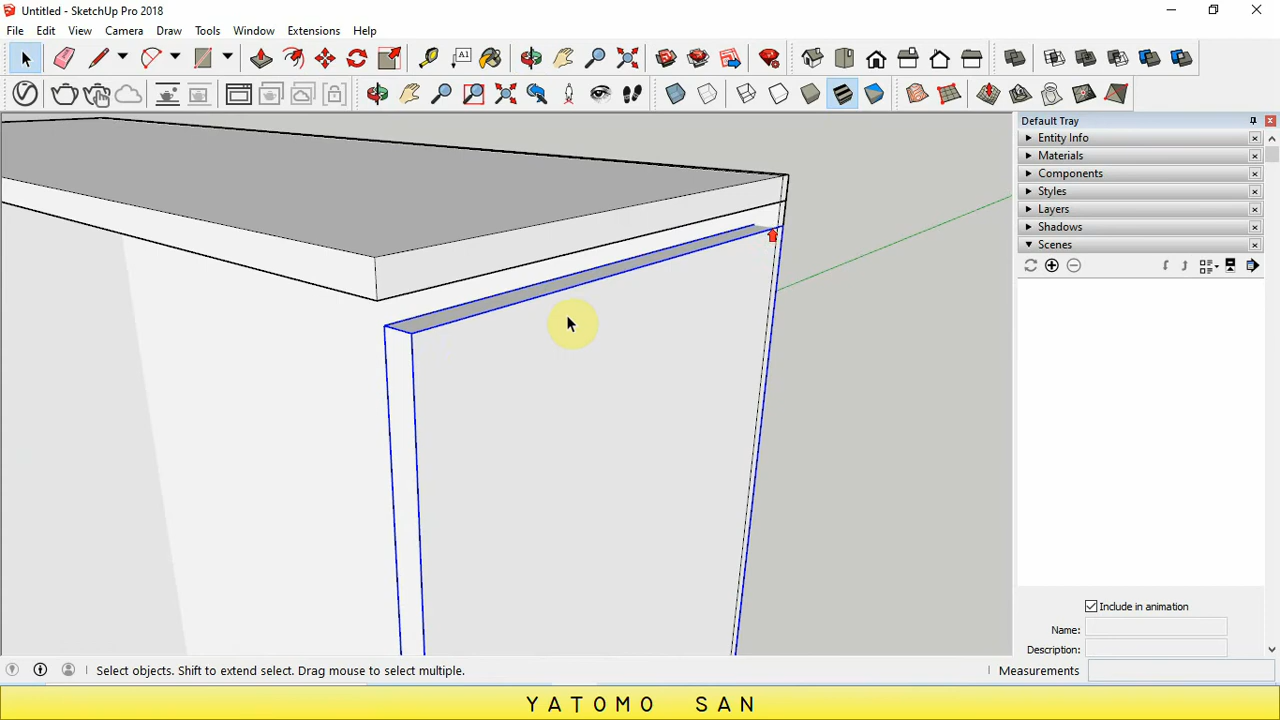 Untitled - SketchUp Pro 2018
File Edit View Camera Draw Tools Window Extensions Help
A1
Default Tray
Entity Info
Materials
Components
Styles
Layers
Shadows
Scenes
Include in animation
Name:
Description:
Select objects. Shift to extend select. Drag mouse to select multiple.
Measurements
YATOMO SAN